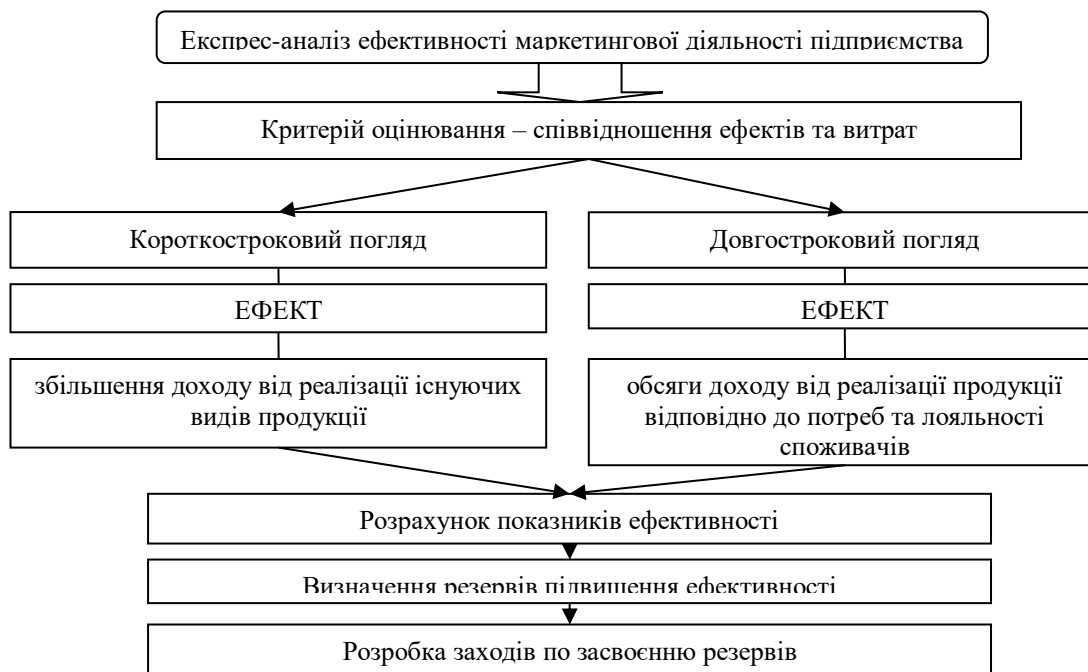 Експрес-аналіз ефективності маркетингової діяльності підприємства
Критерій оцінювання – співвідношення ефектів та витрат
Короткостроковий погляд
Довгостроковий погляд
ЕФЕКТ
ЕФЕКТ
збільшення доходу від реалізації існуючих
видів продукції
обсяги доходу від реалізації продукції
відповідно до потреб та лояльності
споживачів
Розрахунок показників ефективності
Визначення резервів підвищення ефективності
Розробка заходів по засвоєнню резервів